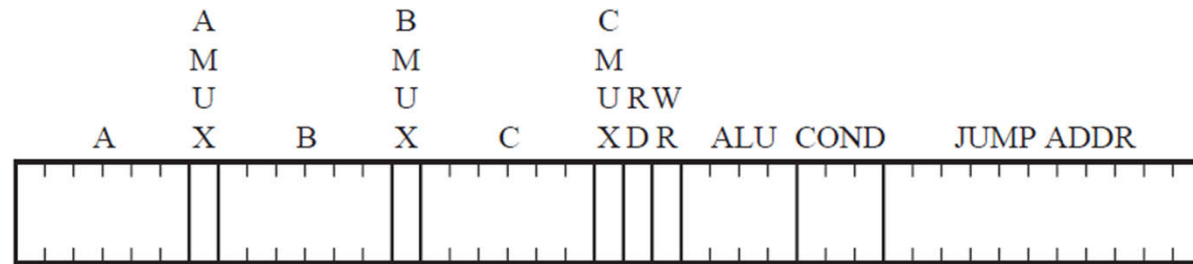 A B C
M M M
U U U R W
A X B X C X D R ALU COND JUMP ADDR